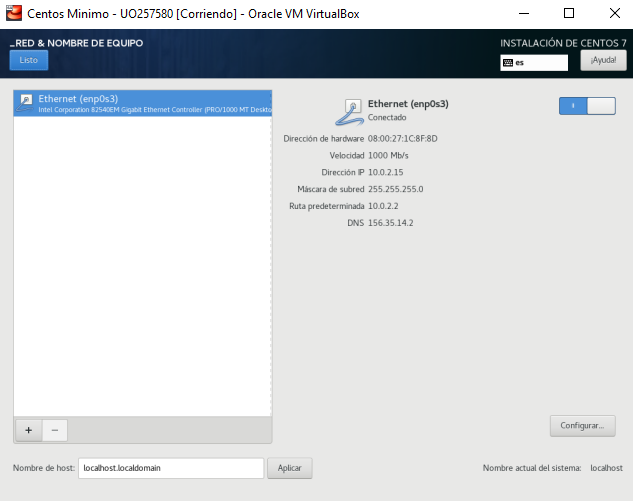 Centos Minimo - UO257580 [Corriendo] - Oracle VM VirtualBox
_RED & NOMBRE DE EQUIPO
INSTALACIÓN DE CENTOS 7
Listo
es
¡Ayuda!
Ethernet (enp0s3)
Intel Corporation 82540EM Gigabit Ethernet Controller (PRO/1000 MT Deskto
Ethernet (enp0s3)
Conectado
Dirección de hardware 08:00:27:1C:8F:8D
Velocidad 1000 Mb/s
Dirección IP 10.0.2.15
Máscara de subred 255.255.255.0
Ruta predeterminada 10.0.2.2
DNS 156.35.14.2
+ −
Configurar...
Nombre de host: localhost.localdomain Aplicar Nombre actual del sistema: localhost